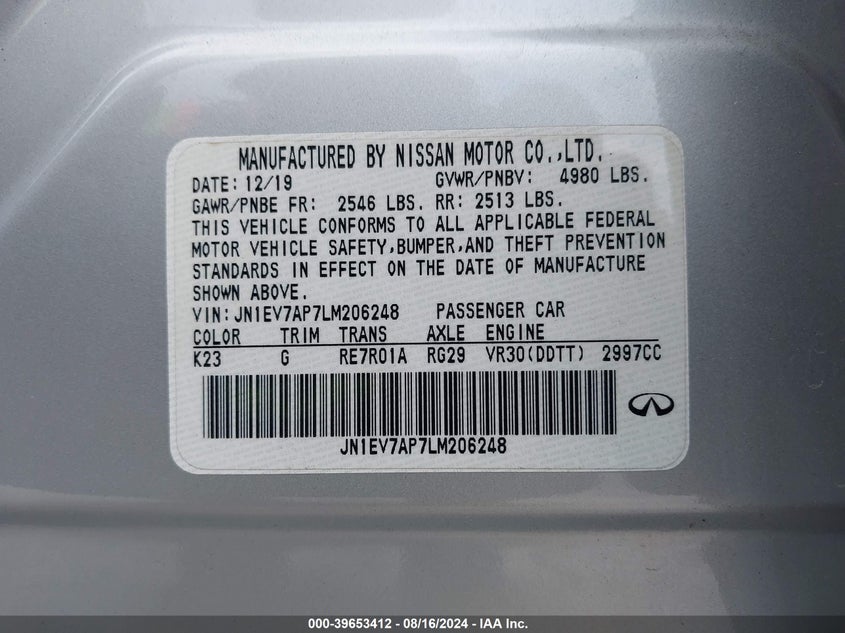 MANUFACTURED BY NISSAN MOTOR CO.,LTD.
DATE: 12/19 GVWR/PNBV: 4980 LBS.
GAWR/PNBE FR: 2546 LBS. RR: 2513 LBS.
THIS VEHICLE CONFORMS TO ALL APPLICABLE FEDERAL
MOTOR VEHICLE SAFETY,BUMPER,AND THEFT PREVENTION
STANDARDS IN EFFECT ON THE DATE OF MANUFACTURE
SHOWN ABOVE.
VIN:JN1EV7AP7LM206248 PASSENGER CAR
COLOR TRIM TRANS AXLE ENGINE
K23 G RE7R01A RG29 VR30(DDTT) 2997CC
JN1EV7AP7LM206248
000-39653412 - 08/16/2024 - IAA Inc.